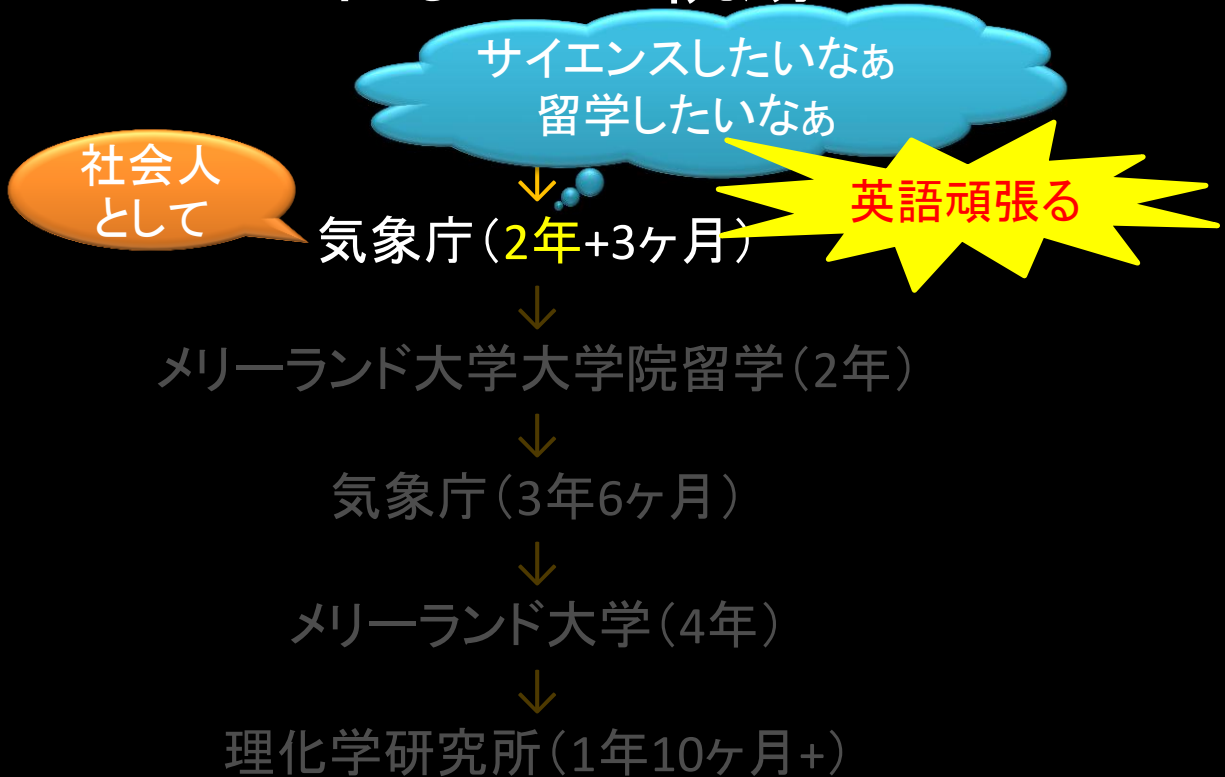 サイエンスしたいなぁ
留学したいなぁ
社会人
として
英語頑張る
気象庁（2年+3ヶ月）
↓
メリーランド大学大学院留学（2年）
↓
気象庁（3年6ヶ月）
↓
メリーランド大学（4年）
↓
理化学研究所（1年10ヶ月+）